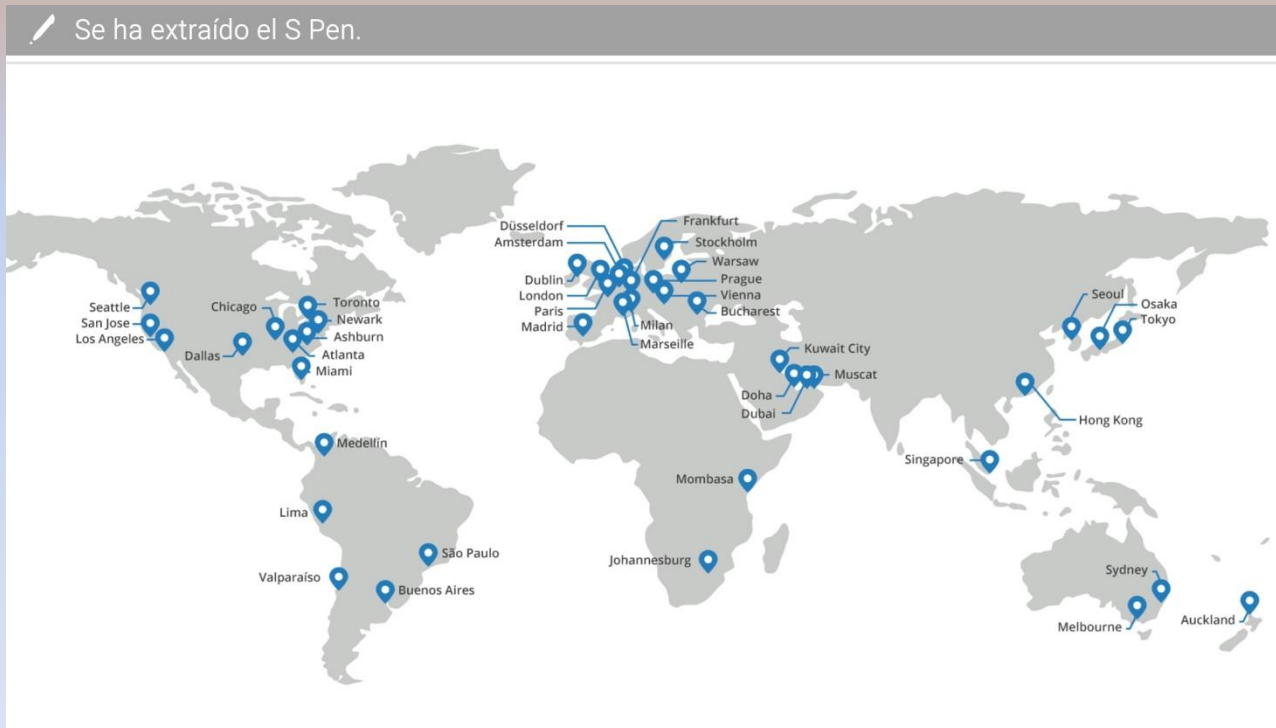 Se ha extraído el S Pen.
Düsseldorf
Frankfurt
Amsterdam
Stockholm
Warsaw
Dublin
Prague
London
Vienna
Paris
Bucharest
Madrid
Milan
Marseille
Seattle
San Jose
Los Angeles
Chicago
Dallas
Toronto
Newark
Ashburn
Atlanta
Miami
Seoul
Osaka
Tokyo
Kuwait City
Muscat
Doha
Dubai
Hong Kong
Singapore
Medellín
Lima
São Paulo
Valparaíso
Buenos Aires
Mombasa
Johannesburg
Sydney
Melbourne
Auckland